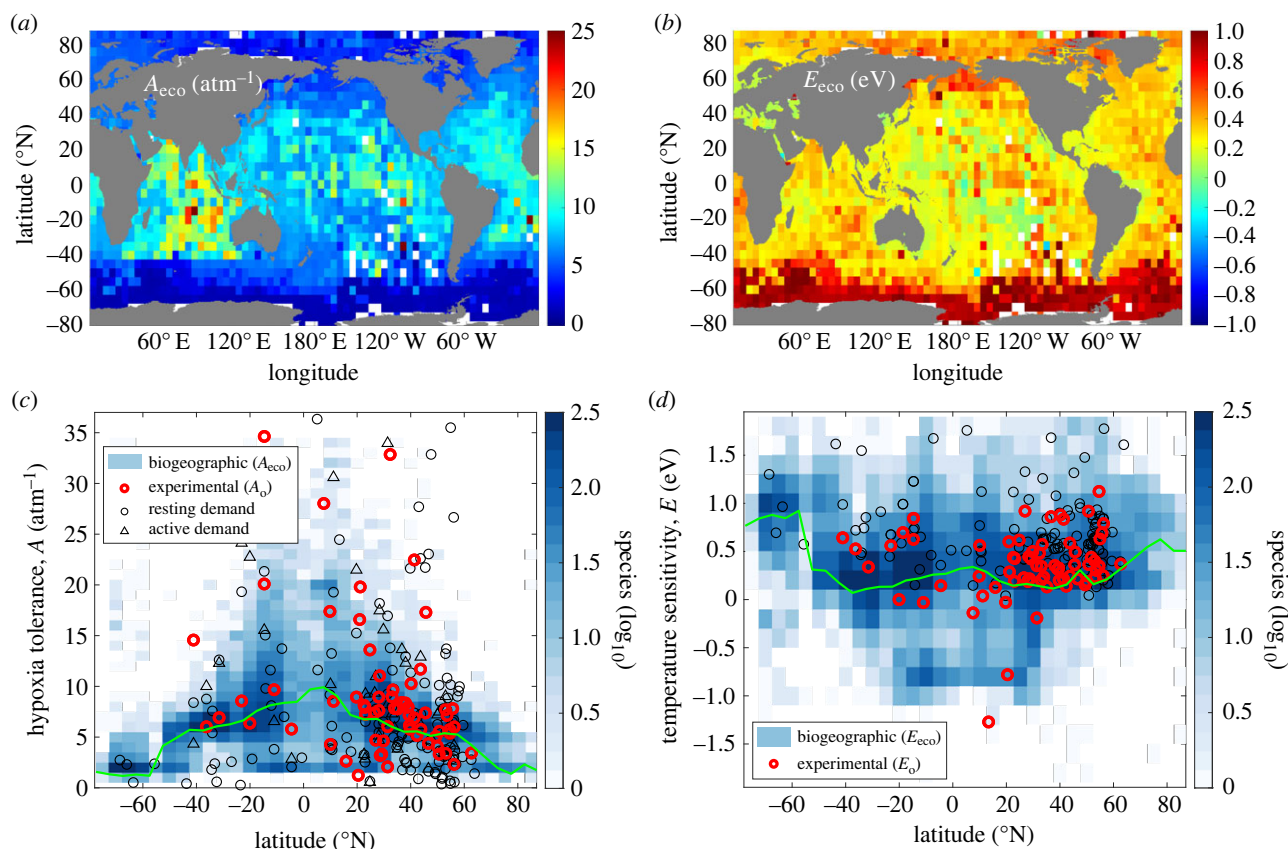 (a)
A_eco (atm⁻¹)
latitude (°N)
80
60
40
20
0
–20
–40
–60
–80
60° E 120° E 180° E 120° W 60° W
longitude
25
20
15
10
5
0
(b)
E_eco (eV)
latitude (°N)
80
60
40
20
0
–20
–40
–60
–80
60° E 120° E 180° E 120° W 60° W
longitude
1.0
0.8
0.6
0.4
0.2
0
–0.2
–0.4
–0.6
–0.8
–1.0
(c)
hypoxia tolerance, A (atm⁻¹)
35
30
25
20
15
10
5
0
biogeographic (A_eco)
experimental (A_o)
resting demand
active demand
–60 –40 –20 0 20 40 60 80
latitude (°N)
2.5
2.0
1.5
1.0
0.5
0
species (log₁₀)
(d)
temperature sensitivity, E (eV)
1.5
1.0
0.5
0
–0.5
–1.0
–1.5
biogeographic (E_eco)
experimental (E_o)
–60 –40 –20 0 20 40 60 80
latitude (°N)
2.5
2.0
1.5
1.0
0.5
0
species (log₁₀)